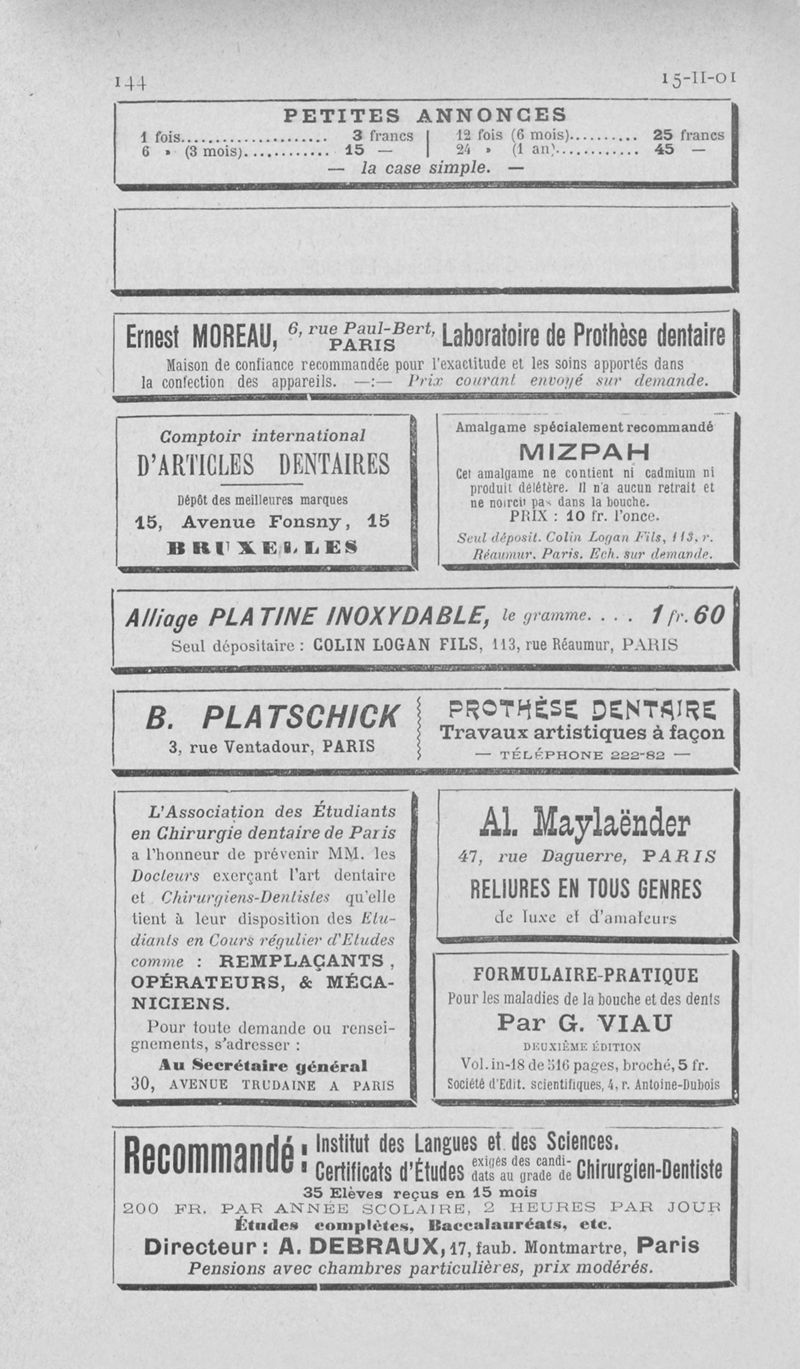 144
15-II-01
PETITES ANNONCES
1 fois..................... 3 francs | 12 fois (6 mois).......... 25 francs
6 » (3 mois)............. 15 — | 24 » (1 an)............. 45 —
— la case simple. —
Ernest MOREAU, 6, rue Paul-Bert, PARIS Laboratoire de Prothèse dentaire
Maison de confiance recommandée pour l'exactitude et les soins apportés dans
la confection des appareils. —:— Prix courant envoyé sur demande.
Comptoir international
D'ARTICLES DENTAIRES
Dépôt des meilleures marques
15, Avenue Fonsny, 15
BRUXELLES
Amalgame spécialement recommandé
MIZPAH
Cet amalgame ne contient ni cadmium ni
produit délétère. Il n'a aucun retrait et
ne noircit pas dans la bouche.
PRIX : 10 fr. l'once.
Seul déposit. Colin Logan Fils, 113, r.
Réaumur, Paris. Ech. sur demande.
Alliage PLATINE INOXYDABLE, le gramme. . . . 1 fr. 60
Seul dépositaire : COLIN LOGAN FILS, 113, rue Réaumur, PARIS
B. PLATSCHICK
3, rue Ventadour, PARIS
PROTHÈSE DENTAIRE
Travaux artistiques à façon
— TÉLÉPHONE 222-82 —
L'Association des Étudiants
en Chirurgie dentaire de Paris
a l'honneur de prévenir MM. les
Docteurs exerçant l'art dentaire
et Chirurgiens-Dentistes qu'elle
tient à leur disposition des Etu-
diants en Cours régulier d'Etudes
comme : REMPLAÇANTS,
OPÉRATEURS, & MÉCA-
NICIENS.
Pour toute demande ou rensei-
gnements, s'adresser :
Au Secrétaire général
30, AVENUE TRUDAINE A PARIS
Al. Maylaënder
47, rue Daguerre, PARIS
RELIURES EN TOUS GENRES
de luxe et d'amateurs
FORMULAIRE-PRATIQUE
Pour les maladies de la bouche et des dents
Par G. VIAU
DEUXIÈME ÉDITION
Vol. in-18 de 516 pages, broché, 5 fr.
Société d'Edit. scientifiques, 4, r. Antoine-Dubois
Recommandé : Institut des Langues et des Sciences.
Certificats d'Études exigés des candidats au grade de Chirurgien-Dentiste
35 Elèves reçus en 15 mois
200 FR. PAR ANNÉE SCOLAIRE, 2 HEURES PAR JOUR
Études complètes, Baccalauréats, etc.
Directeur : A. DEBRAUX, 17, faub. Montmartre, Paris
Pensions avec chambres particulières, prix modérés.